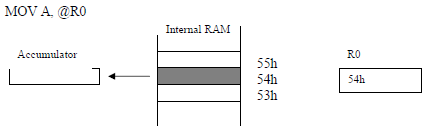 MOV A, @R0
Internal RAM
Accumulator
R0
55h
54h
53h
54h